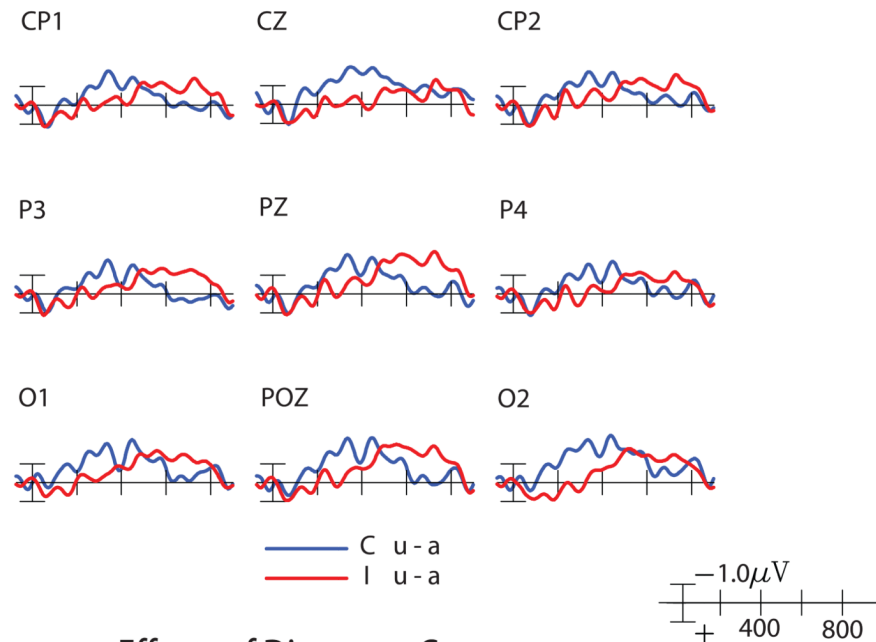 CP1 CZ CP2
P3 PZ P4
O1 POZ O2
C u - a
I u - a
−1.0μV
+ 400 800